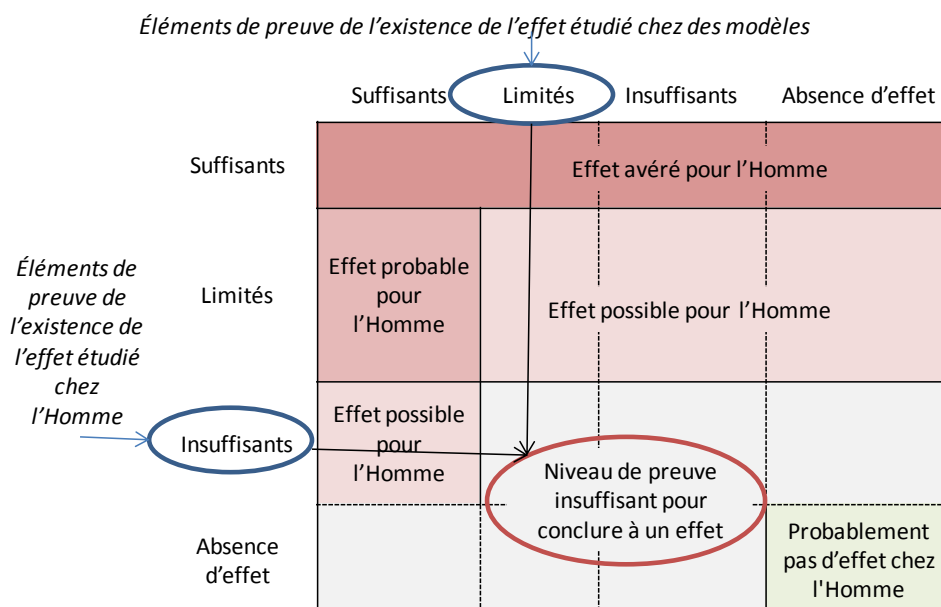 Éléments de preuve de l'existence de l'effet étudié chez des modèles
Suffisants Limités Insuffisants Absence d'effet
Suffisants
Effet avéré pour l'Homme
Éléments de
preuve de
l'existence de
l'effet étudié
chez
l'Homme
Limités
Effet probable
pour
l'Homme
Effet possible pour l'Homme
Insuffisants
Effet possible
pour
l'Homme
Niveau de preuve
insuffisant pour
conclure à un effet
Absence
d'effet
Probablement
pas d'effet chez
l'Homme